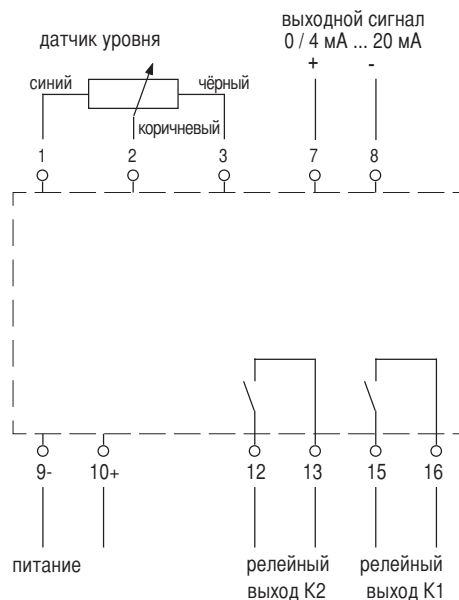 выходной сигнал
0 / 4 мА ... 20 мА
датчик уровня
+ -
синий чёрный
коричневый
1 2 3 7 8
9- 10+ 12 13 15 16
питание релейный релейный
выход К2 выход К1